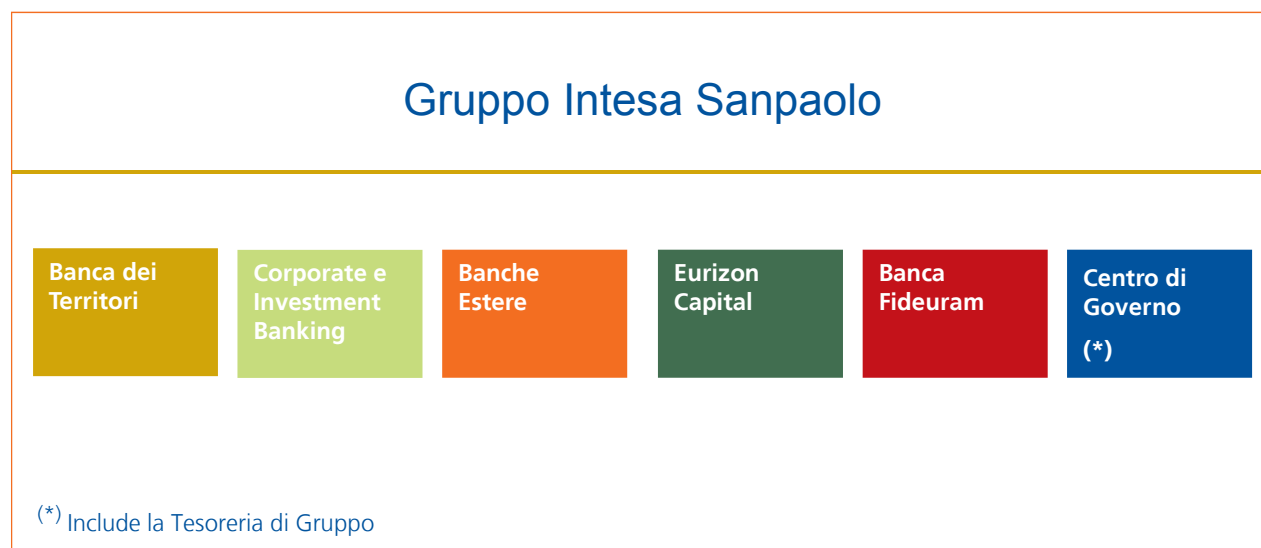 Gruppo Intesa Sanpaolo
Banca dei
Territori
Corporate e
Investment
Banking
Banche
Estere
Eurizon
Capital
Banca
Fideuram
Centro di
Governo
(*)
(*) Include la Tesoreria di Gruppo